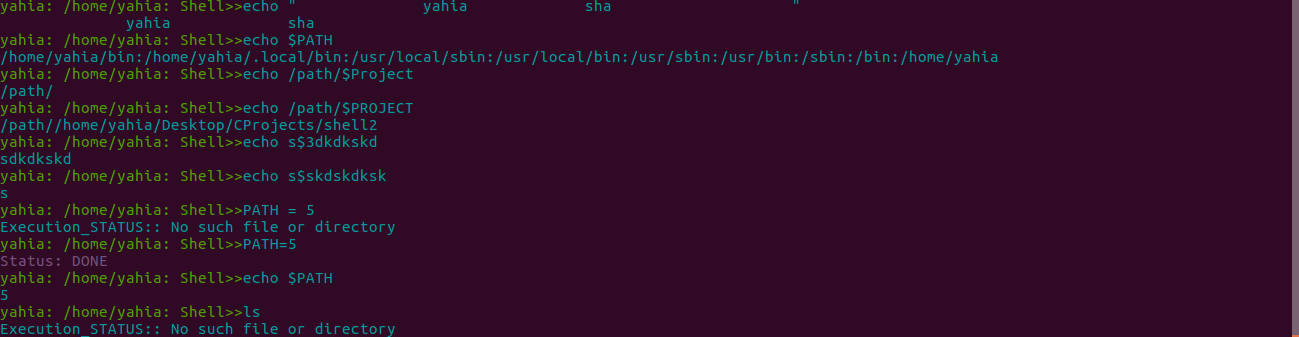 yahia: /home/yahia: Shell>>echo "              yahia             sha                    "
              yahia             sha
yahia: /home/yahia: Shell>>echo $PATH
/home/yahia/bin:/home/yahia/.local/bin:/usr/local/sbin:/usr/local/bin:/usr/sbin:/usr/bin:/sbin:/bin:/home/yahia
yahia: /home/yahia: Shell>>echo /path/$Project
/path/
yahia: /home/yahia: Shell>>echo /path/$PROJECT
/path//home/yahia/Desktop/CProjects/shell2
yahia: /home/yahia: Shell>>echo s$3dkdkskd
sdkdkskd
yahia: /home/yahia: Shell>>echo s$skdskdksk
s
yahia: /home/yahia: Shell>>PATH = 5
Execution_STATUS:: No such file or directory
yahia: /home/yahia: Shell>>PATH=5
Status: DONE
yahia: /home/yahia: Shell>>echo $PATH
5
yahia: /home/yahia: Shell>>ls
Execution_STATUS:: No such file or directory